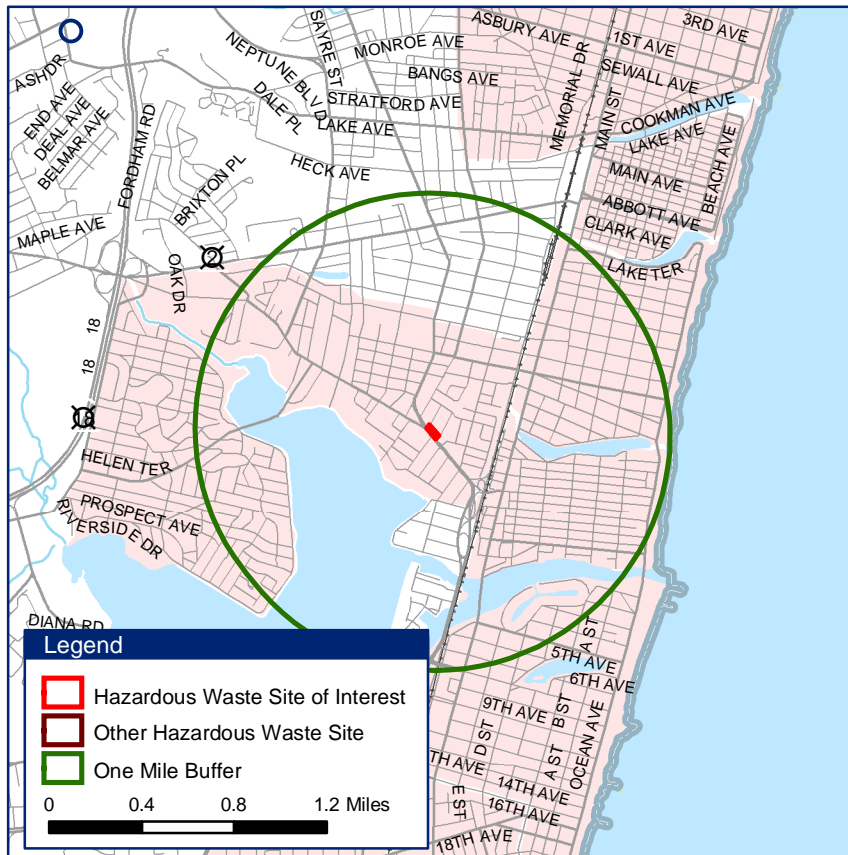 3RD AVE
ASBURY AVE
1ST AVE
SAYRE ST
MEMORIAL DR
NEPTUNE BLVD
MONROE AVE
SEWALL AVE
ASH DR
BANGS AVE
MAIN ST
END AVE
DALE PL
STRATFORD AVE
COOKMAN AVE
DEAL AVE
LAKE AVE
LAKE AVE
BELMAR AVE
FORDHAM RD
HECK AVE
MAIN AVE
BEACH AVE
BRIXTON PL
ABBOTT AVE
MAPLE AVE
CLARK AVE
OAK DR
2
LAKE TER
18
18
18
HELEN TER
PROSPECT AVE
RIVERSIDE DR
DIANA RD
A ST
5TH AVE
6TH AVE
9TH AVE
B ST
D ST
A ST
OCEAN AVE
TH AVE
14TH AVE
E ST
16TH AVE
18TH AVE
Legend
Hazardous Waste Site of Interest
Other Hazardous Waste Site
One Mile Buffer
0 0.4 0.8 1.2 Miles